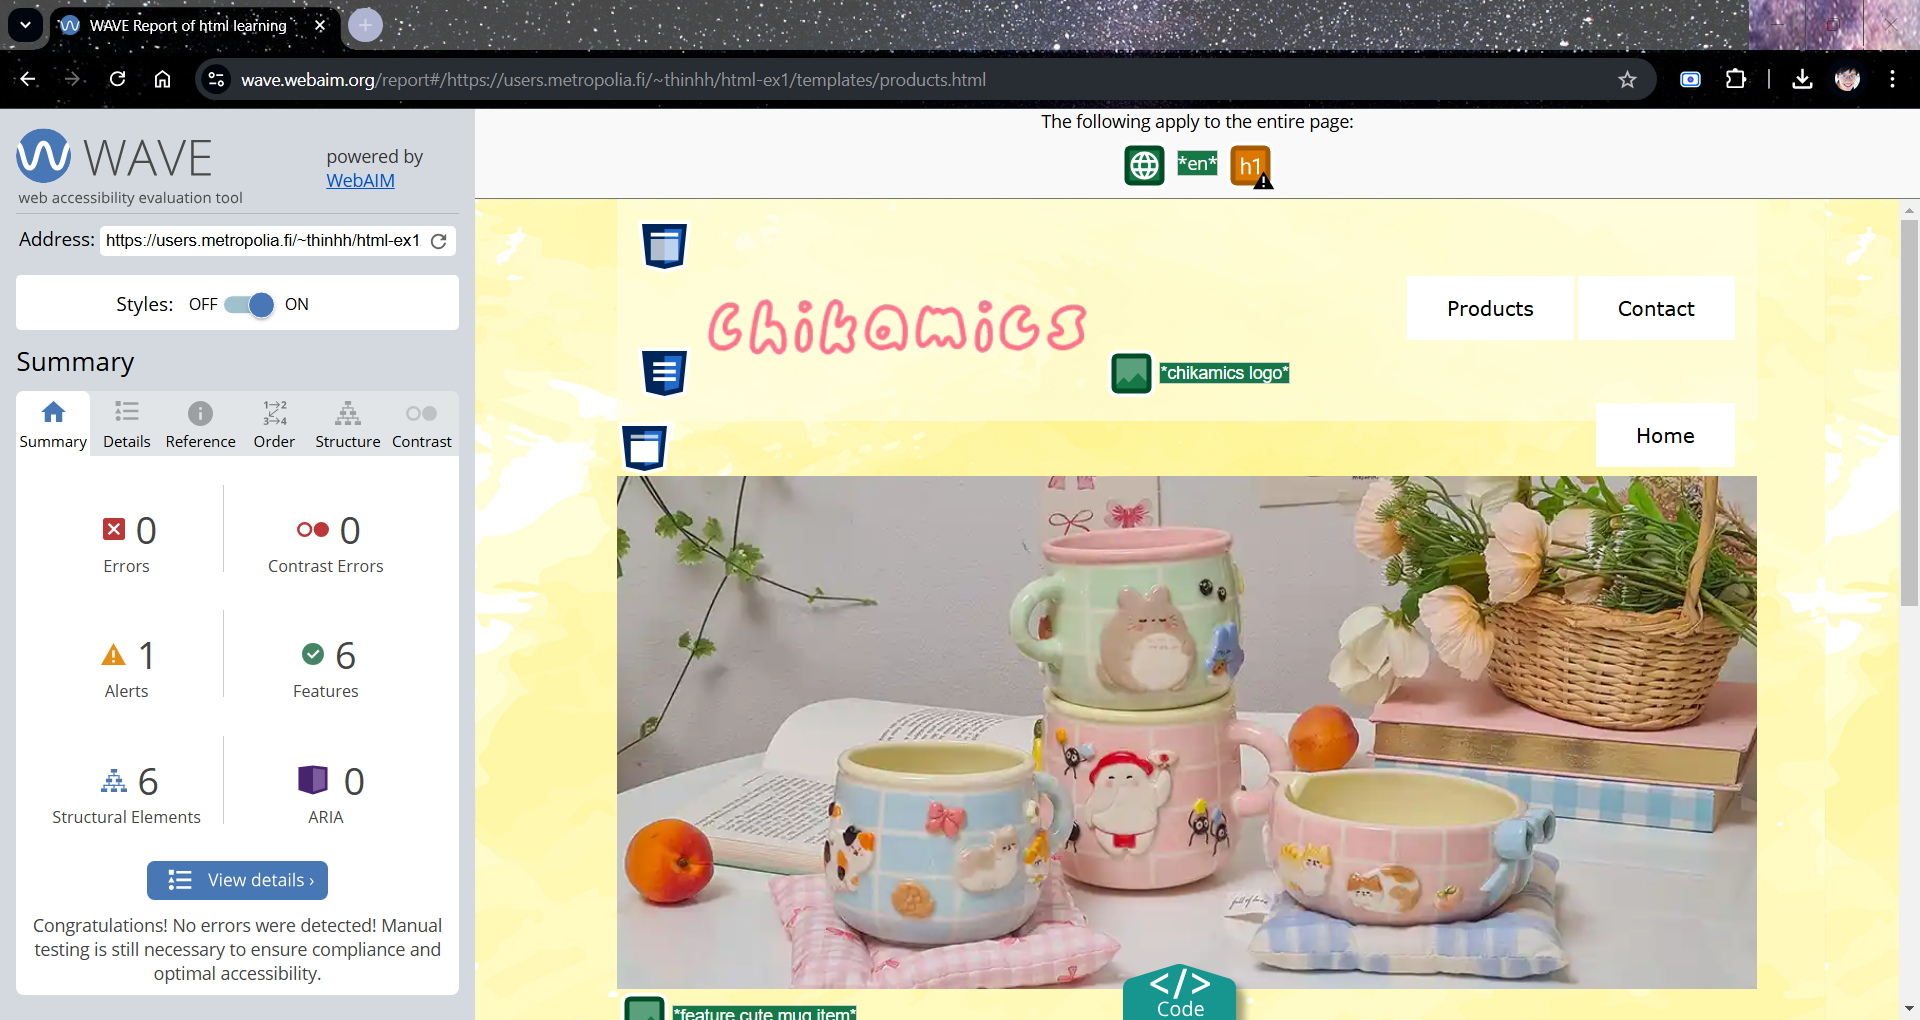 WAVE Report of html learning
wave.webaim.org/report#/https://users.metropolia.fi/~thinhh/html-ex1/templates/products.html
WAVE
web accessibility evaluation tool
powered by
WebAIM
Address:
https://users.metropolia.fi/~thinhh/html-ex1
Styles: OFF ON
Summary
Summary Details Reference Order Structure Contrast
0
Errors
0
Contrast Errors
1
Alerts
6
Features
6
Structural Elements
0
ARIA
View details ›
Congratulations! No errors were detected! Manual
testing is still necessary to ensure compliance and
optimal accessibility.
The following apply to the entire page:
*en* h1
chikamics
*chikamics logo*
Products Contact
Home
*feature cute mug item*
</> Code